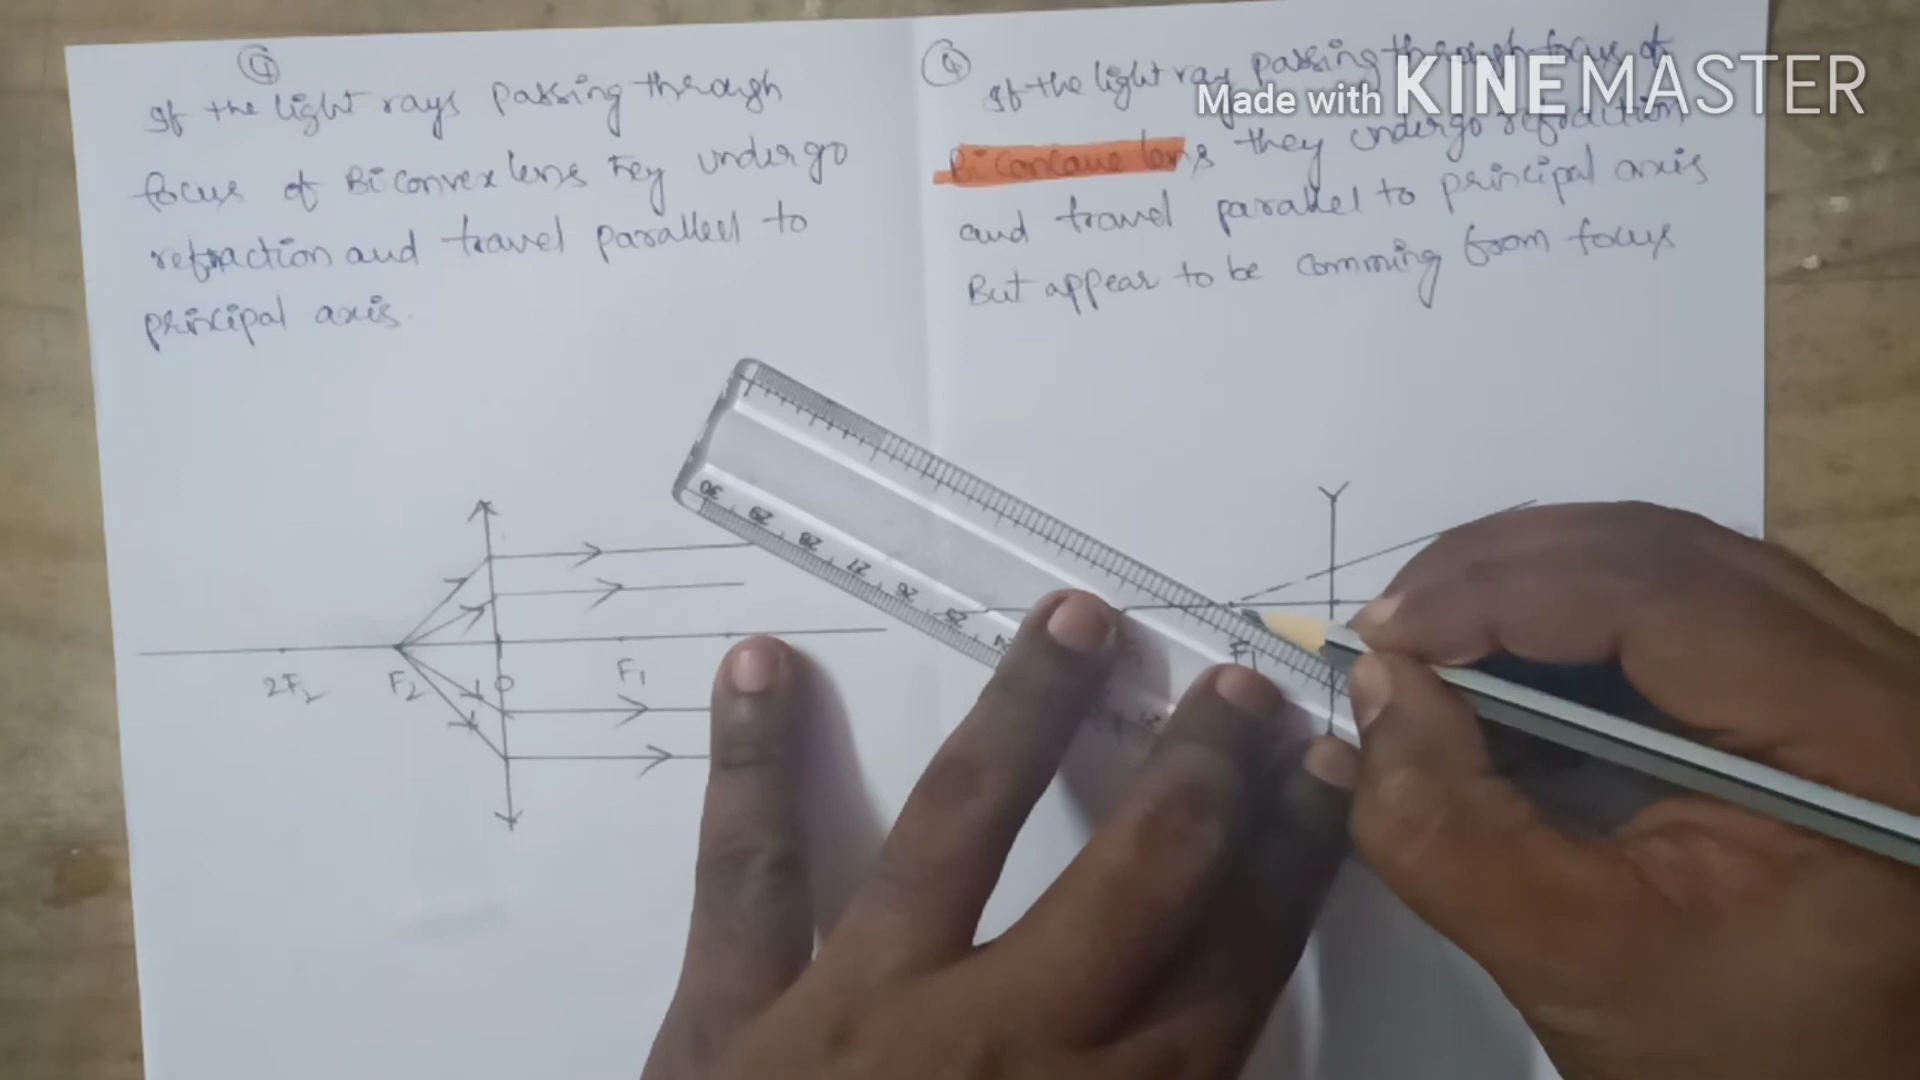 ④
If the light rays passing through
focus of Biconvex lens they undergo
refraction and travel parallel to
principal axis.
④
If the light ray passing through focus of
Biconcave lens they undergo refraction
and travel parallel to principal axis
But appear to be comming from focus
Made with KINEMASTER
2F₂ F₂ O F₁
F₁
30 29 28 27 26 25 24 21